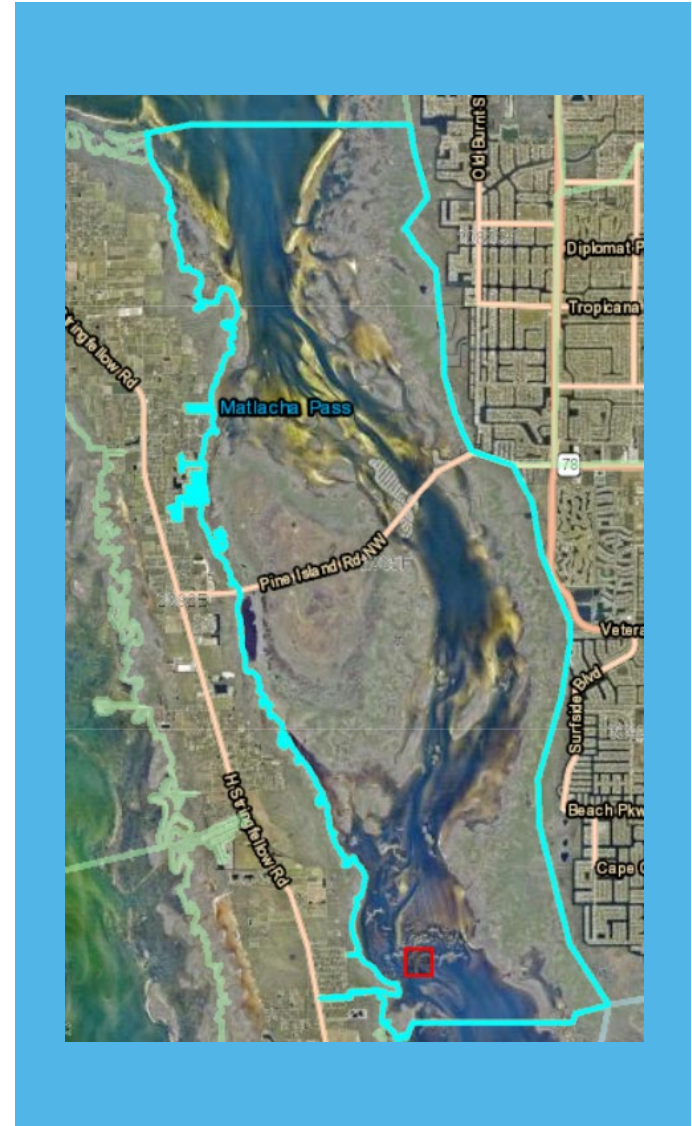 Old Burnt S
Diplomat P
Tropicana
Stringfellow Rd
Matlacha Pass
78
Pine Island Rd NW
Vetera
Surfside Blvd
H Stringfellow Rd
Beach Pkw
Cape C